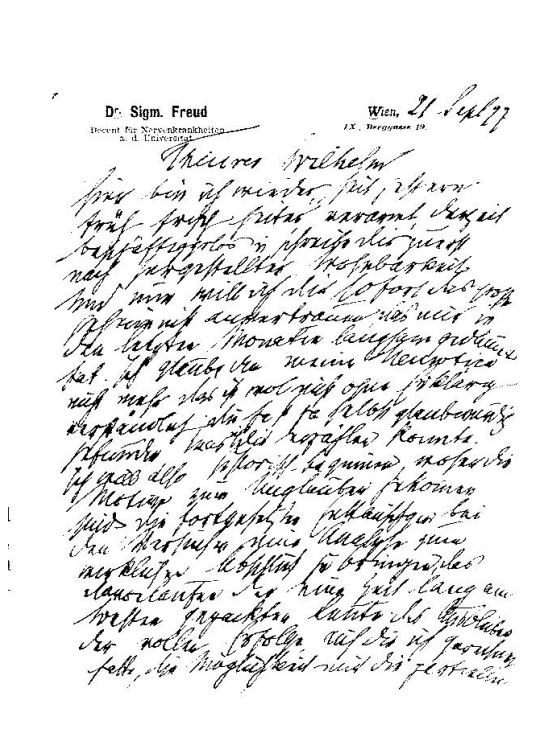 Dr. Sigm. Freud
Docent für Nervenkrankheiten
a. d. Universität.
Wien, 21 Sept 97
IX., Berggasse 19.
Theurer Wilhelm
Hier bin ich wieder, seit gestern
früh, frisch, heiter, verarmt, derzeit
beschäftigungslos u schreibe dir zuerst
nach hergestellter Wohnbarkeit
Und nun will ich dir sofort das große
Geheimniß anvertrauen das mir in
den letzten Monaten langsam gedämmert
hat. Ich glaube an meine Neurotica
nicht mehr. das ist wol nicht ohne Erklärung
verständlich, du hast ja selbst glaubwürdig
gefunden was ich dir erzählen konnte.
Ich will also historisch beginnen, woher die
Motive zum Unglauben gekomen
sind. die fortgesetzten Enttäuschungen bei
den Versuchen eine Analyse zum
wirklichen Abschluß zu bringen, das
davonlaufen der eine Zeit lang am
besten gepackten Leute, das Ausbleiben
der vollen Erfolge, auf die ich gerechnet
hatte, die Möglichkeit mir die partiellen